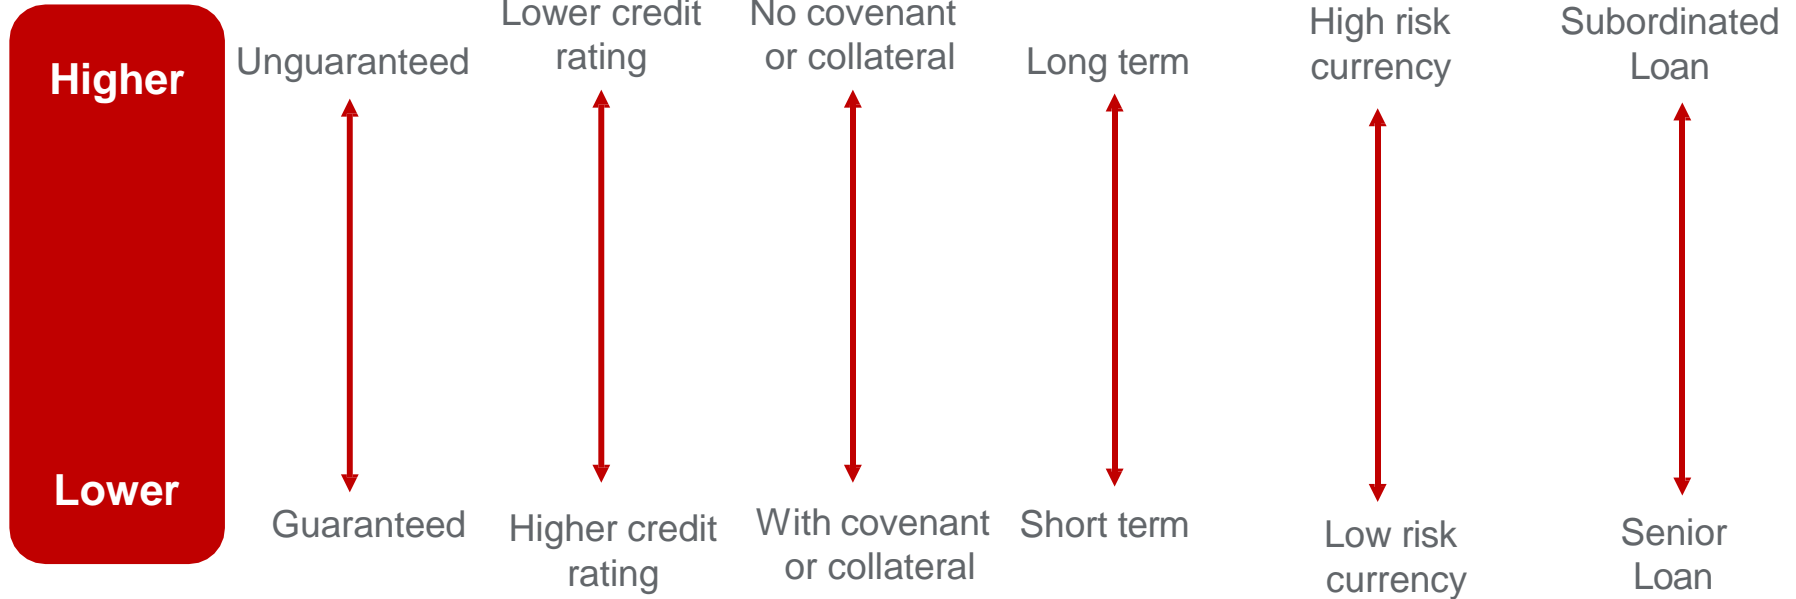 Higher
Unguaranteed
Lower credit
rating
No covenant
or collateral
Long term
High risk
currency
Subordinated
Loan
Lower
Guaranteed
Higher credit
rating
With covenant
or collateral
Short term
Low risk
currency
Senior
Loan